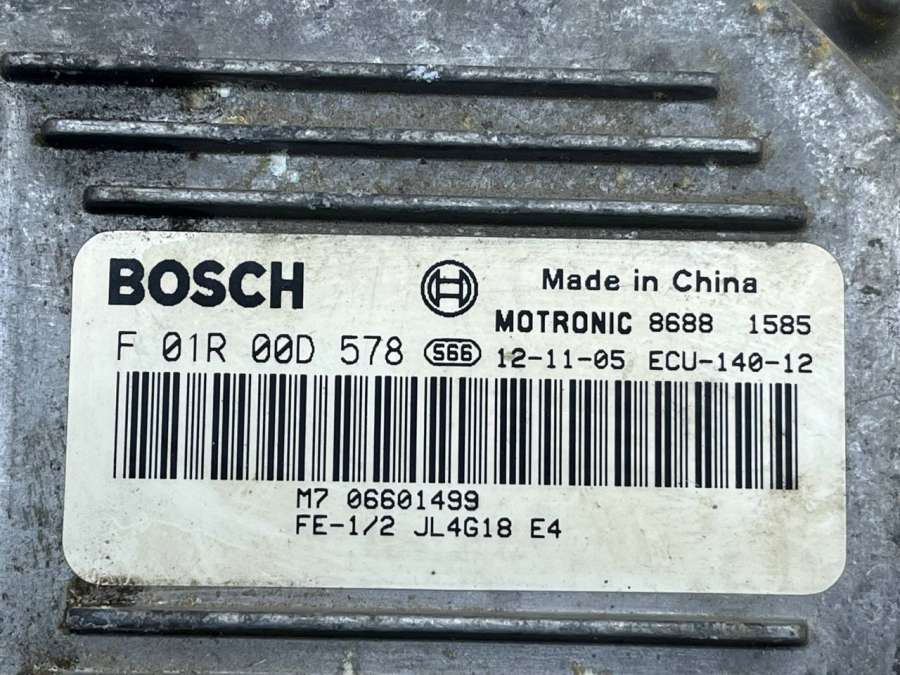 BOSCH
Made in China
MOTRONIC 8688 1585
F 01R 00D 578 S66 12-11-05 ECU-140-12
M7 06601499
FE-1/2 JL4G18 E4